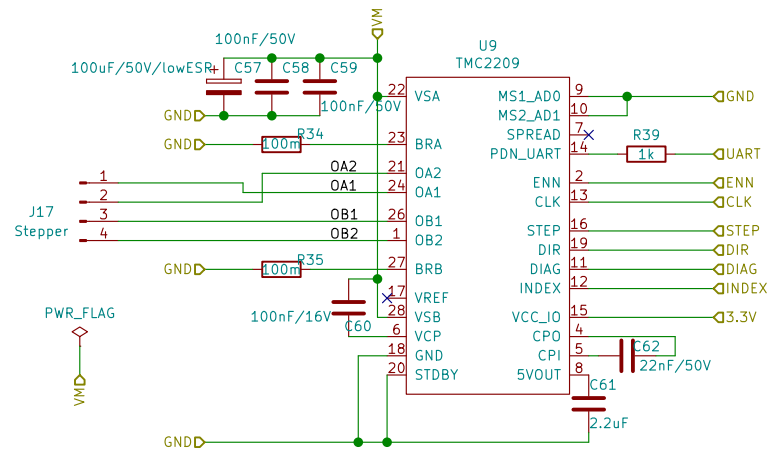 VM
100nF/50V
U9
TMC2209
100uF/50V/lowESR
C57
C58
C59
100nF/50V
GND
22 VSA
MS1_AD0 9
GND
MS2_AD1 10
SPREAD 7
GND
R34
100m
23 BRA
PDN_UART 14
R39
1k
UART
OA2 21 OA2
OA1 24 OA1
ENN 2 ENN
CLK 13 CLK
J17
Stepper
1
2
3
4
OB1 26 OB1
OB2 1 OB2
STEP 16 STEP
DIR 19 DIR
GND
R35
100m
27 BRB
DIAG 11 DIAG
INDEX 12 INDEX
17 VREF
100nF/16V
C60
28 VSB
VCC_IO 15 3.3V
6 VCP
CPO 4
18 GND
CPI 5
C62
22nF/50V
20 STDBY
5VOUT 8
C61
2.2uF
PWR_FLAG
VM
GND